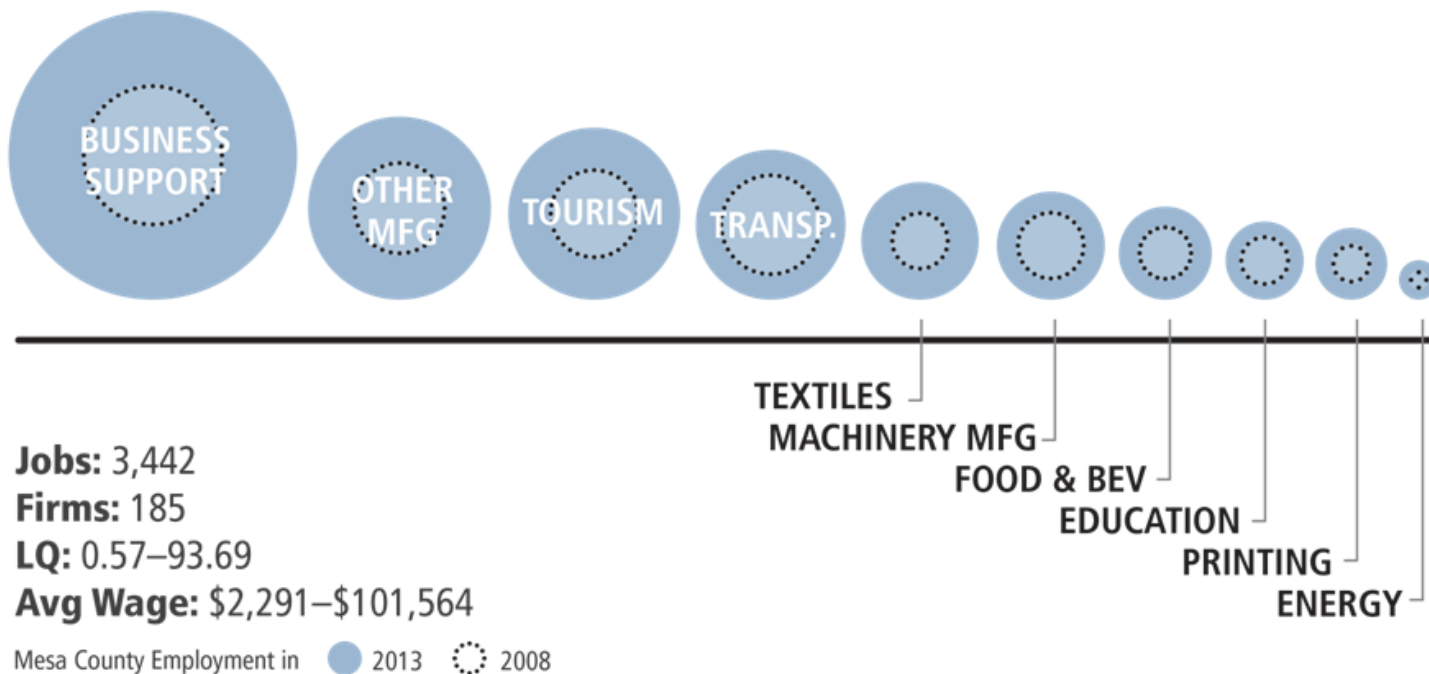 BUSINESS
SUPPORT
OTHER
MFG
TOURISM
TRANSP.
TEXTILES
MACHINERY MFG
FOOD & BEV
EDUCATION
PRINTING
ENERGY
Jobs: 3,442
Firms: 185
LQ: 0.57–93.69
Avg Wage: $2,291–$101,564
Mesa County Employment in 2013 2008